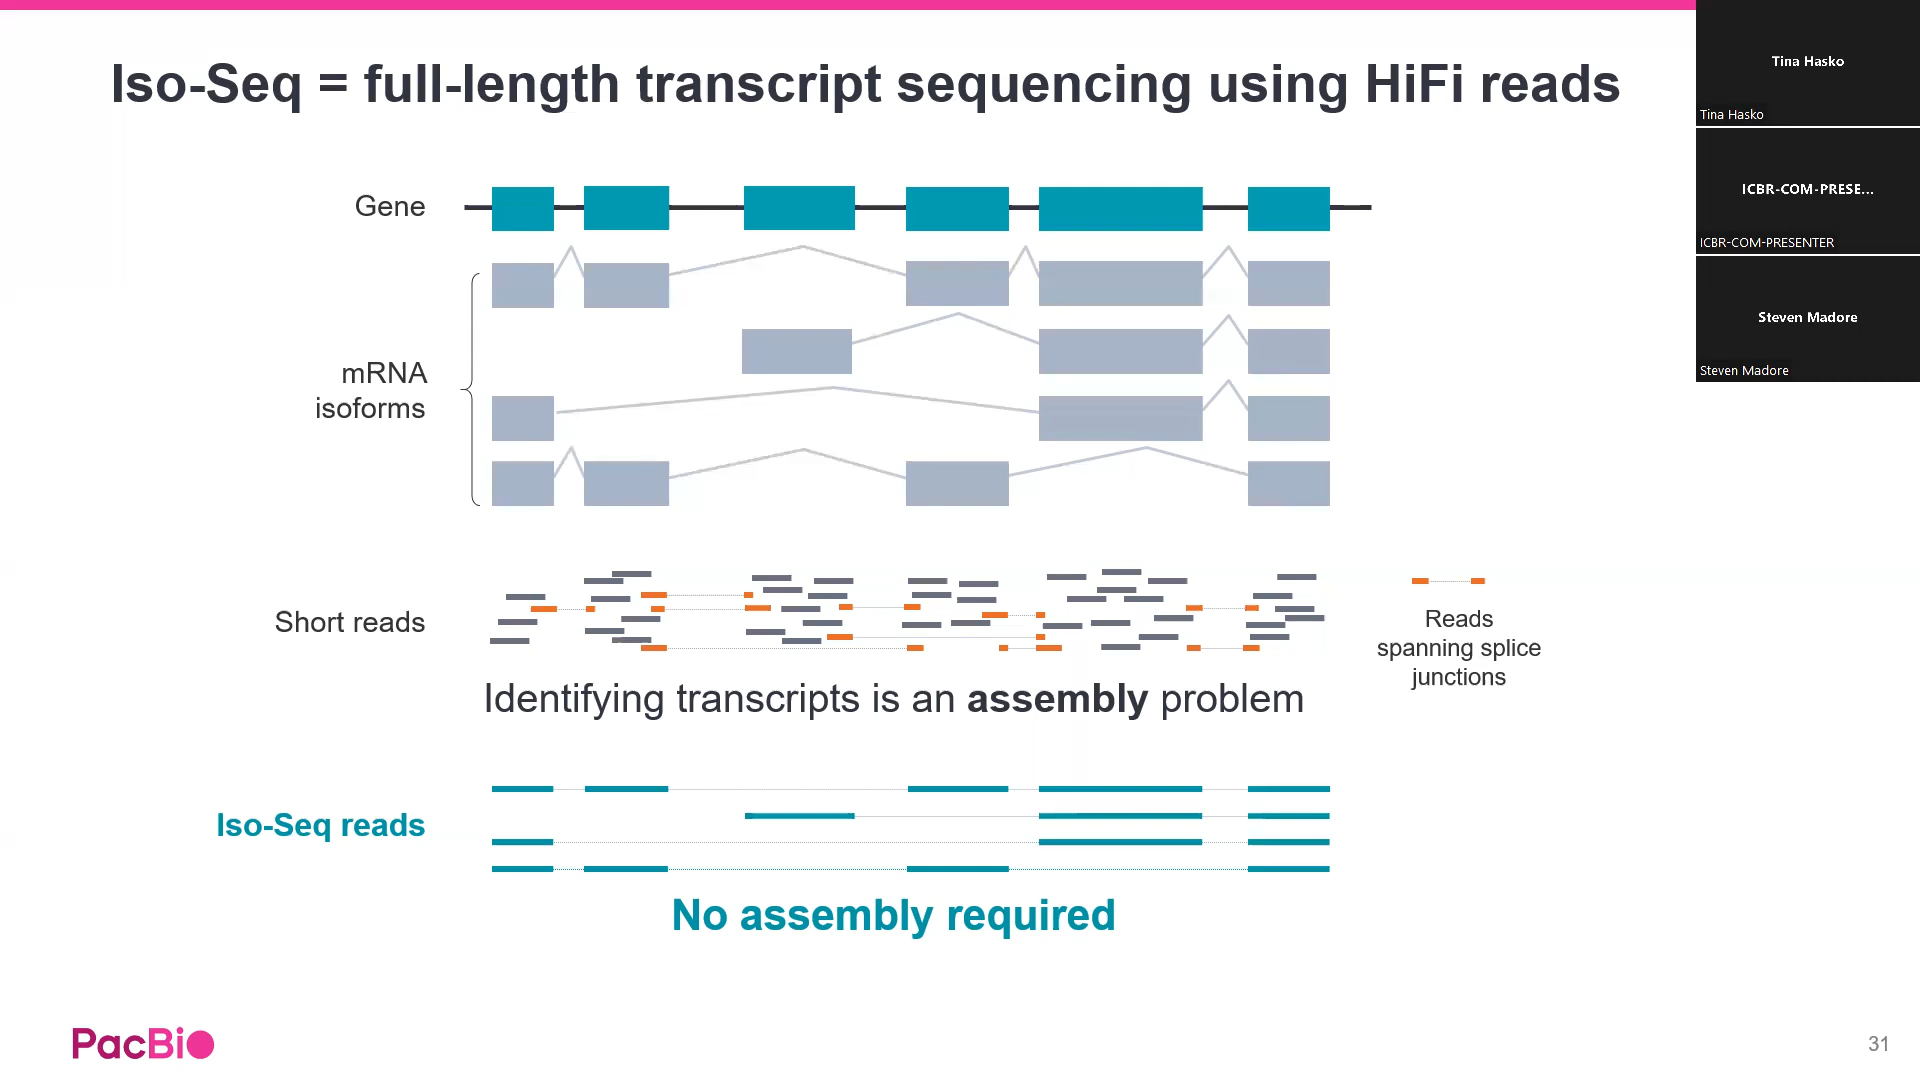 Iso-Seq = full-length transcript sequencing using HiFi reads
Gene
mRNA
isoforms
Short reads
Reads
spanning splice
junctions
Identifying transcripts is an assembly problem
Iso-Seq reads
No assembly required
PacBio
31
Tina Hasko
Tina Hasko
ICBR-COM-PRESE...
ICBR-COM-PRESENTER
Steven Madore
Steven Madore